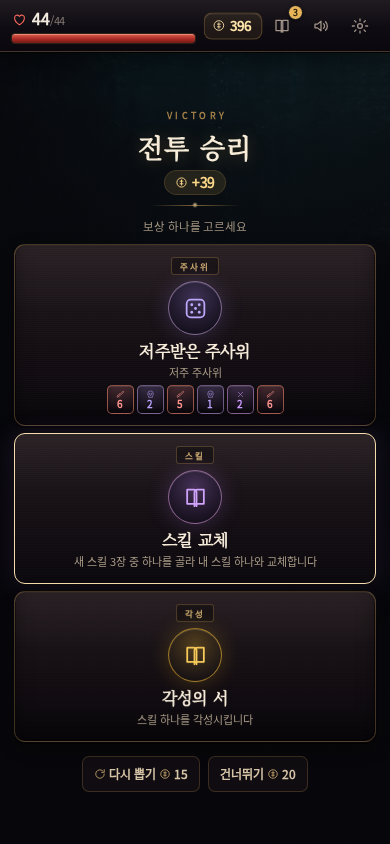 44/44
396
3
VICTORY
전투 승리
+39
보상 하나를 고르세요
주사위
저주받은 주사위
저주 주사위
6 2 5 1 2 6
스킬
스킬 교체
새 스킬 3장 중 하나를 골라 내 스킬 하나와 교체합니다
각성
각성의 서
스킬 하나를 각성시킵니다
다시 뽑기 15 건너뛰기 20